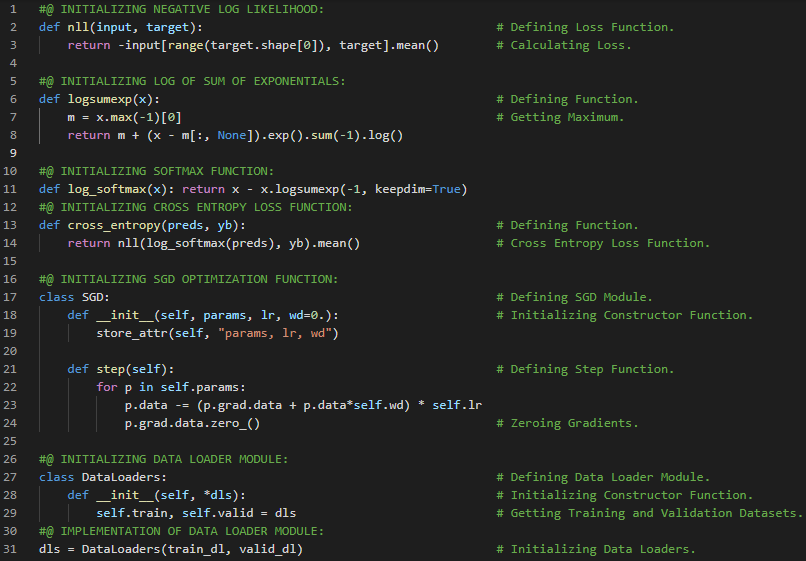 1 #@ INITIALIZING NEGATIVE LOG LIKELIHOOD:
2 def nll(input, target): # Defining Loss Function.
3 return -input[range(target.shape[0]), target].mean() # Calculating Loss.
4
5 #@ INITIALIZING LOG OF SUM OF EXPONENTIALS:
6 def logsumexp(x): # Defining Function.
7 m = x.max(-1)[0] # Getting Maximum.
8 return m + (x - m[:, None]).exp().sum(-1).log()
9
10 #@ INITIALIZING SOFTMAX FUNCTION:
11 def log_softmax(x): return x - x.logsumexp(-1, keepdim=True)
12 #@ INITIALIZING CROSS ENTROPY LOSS FUNCTION:
13 def cross_entropy(preds, yb): # Defining Function.
14 return nll(log_softmax(preds), yb).mean() # Cross Entropy Loss Function.
15
16 #@ INITIALIZING SGD OPTIMIZATION FUNCTION:
17 class SGD: # Defining SGD Module.
18 def __init__(self, params, lr, wd=0.): # Initializing Constructor Function.
19 store_attr(self, "params, lr, wd")
20
21 def step(self): # Defining Step Function.
22 for p in self.params:
23 p.data -= (p.grad.data + p.data*self.wd) * self.lr
24 p.grad.data.zero_() # Zeroing Gradients.
25
26 #@ INITIALIZING DATA LOADER MODULE:
27 class DataLoaders: # Defining Data Loader Module.
28 def __init__(self, *dls): # Initializing Constructor Function.
29 self.train, self.valid = dls # Getting Training and Validation Datasets.
30 #@ IMPLEMENTATION OF DATA LOADER MODULE:
31 dls = DataLoaders(train_dl, valid_dl) # Initializing Data Loaders.